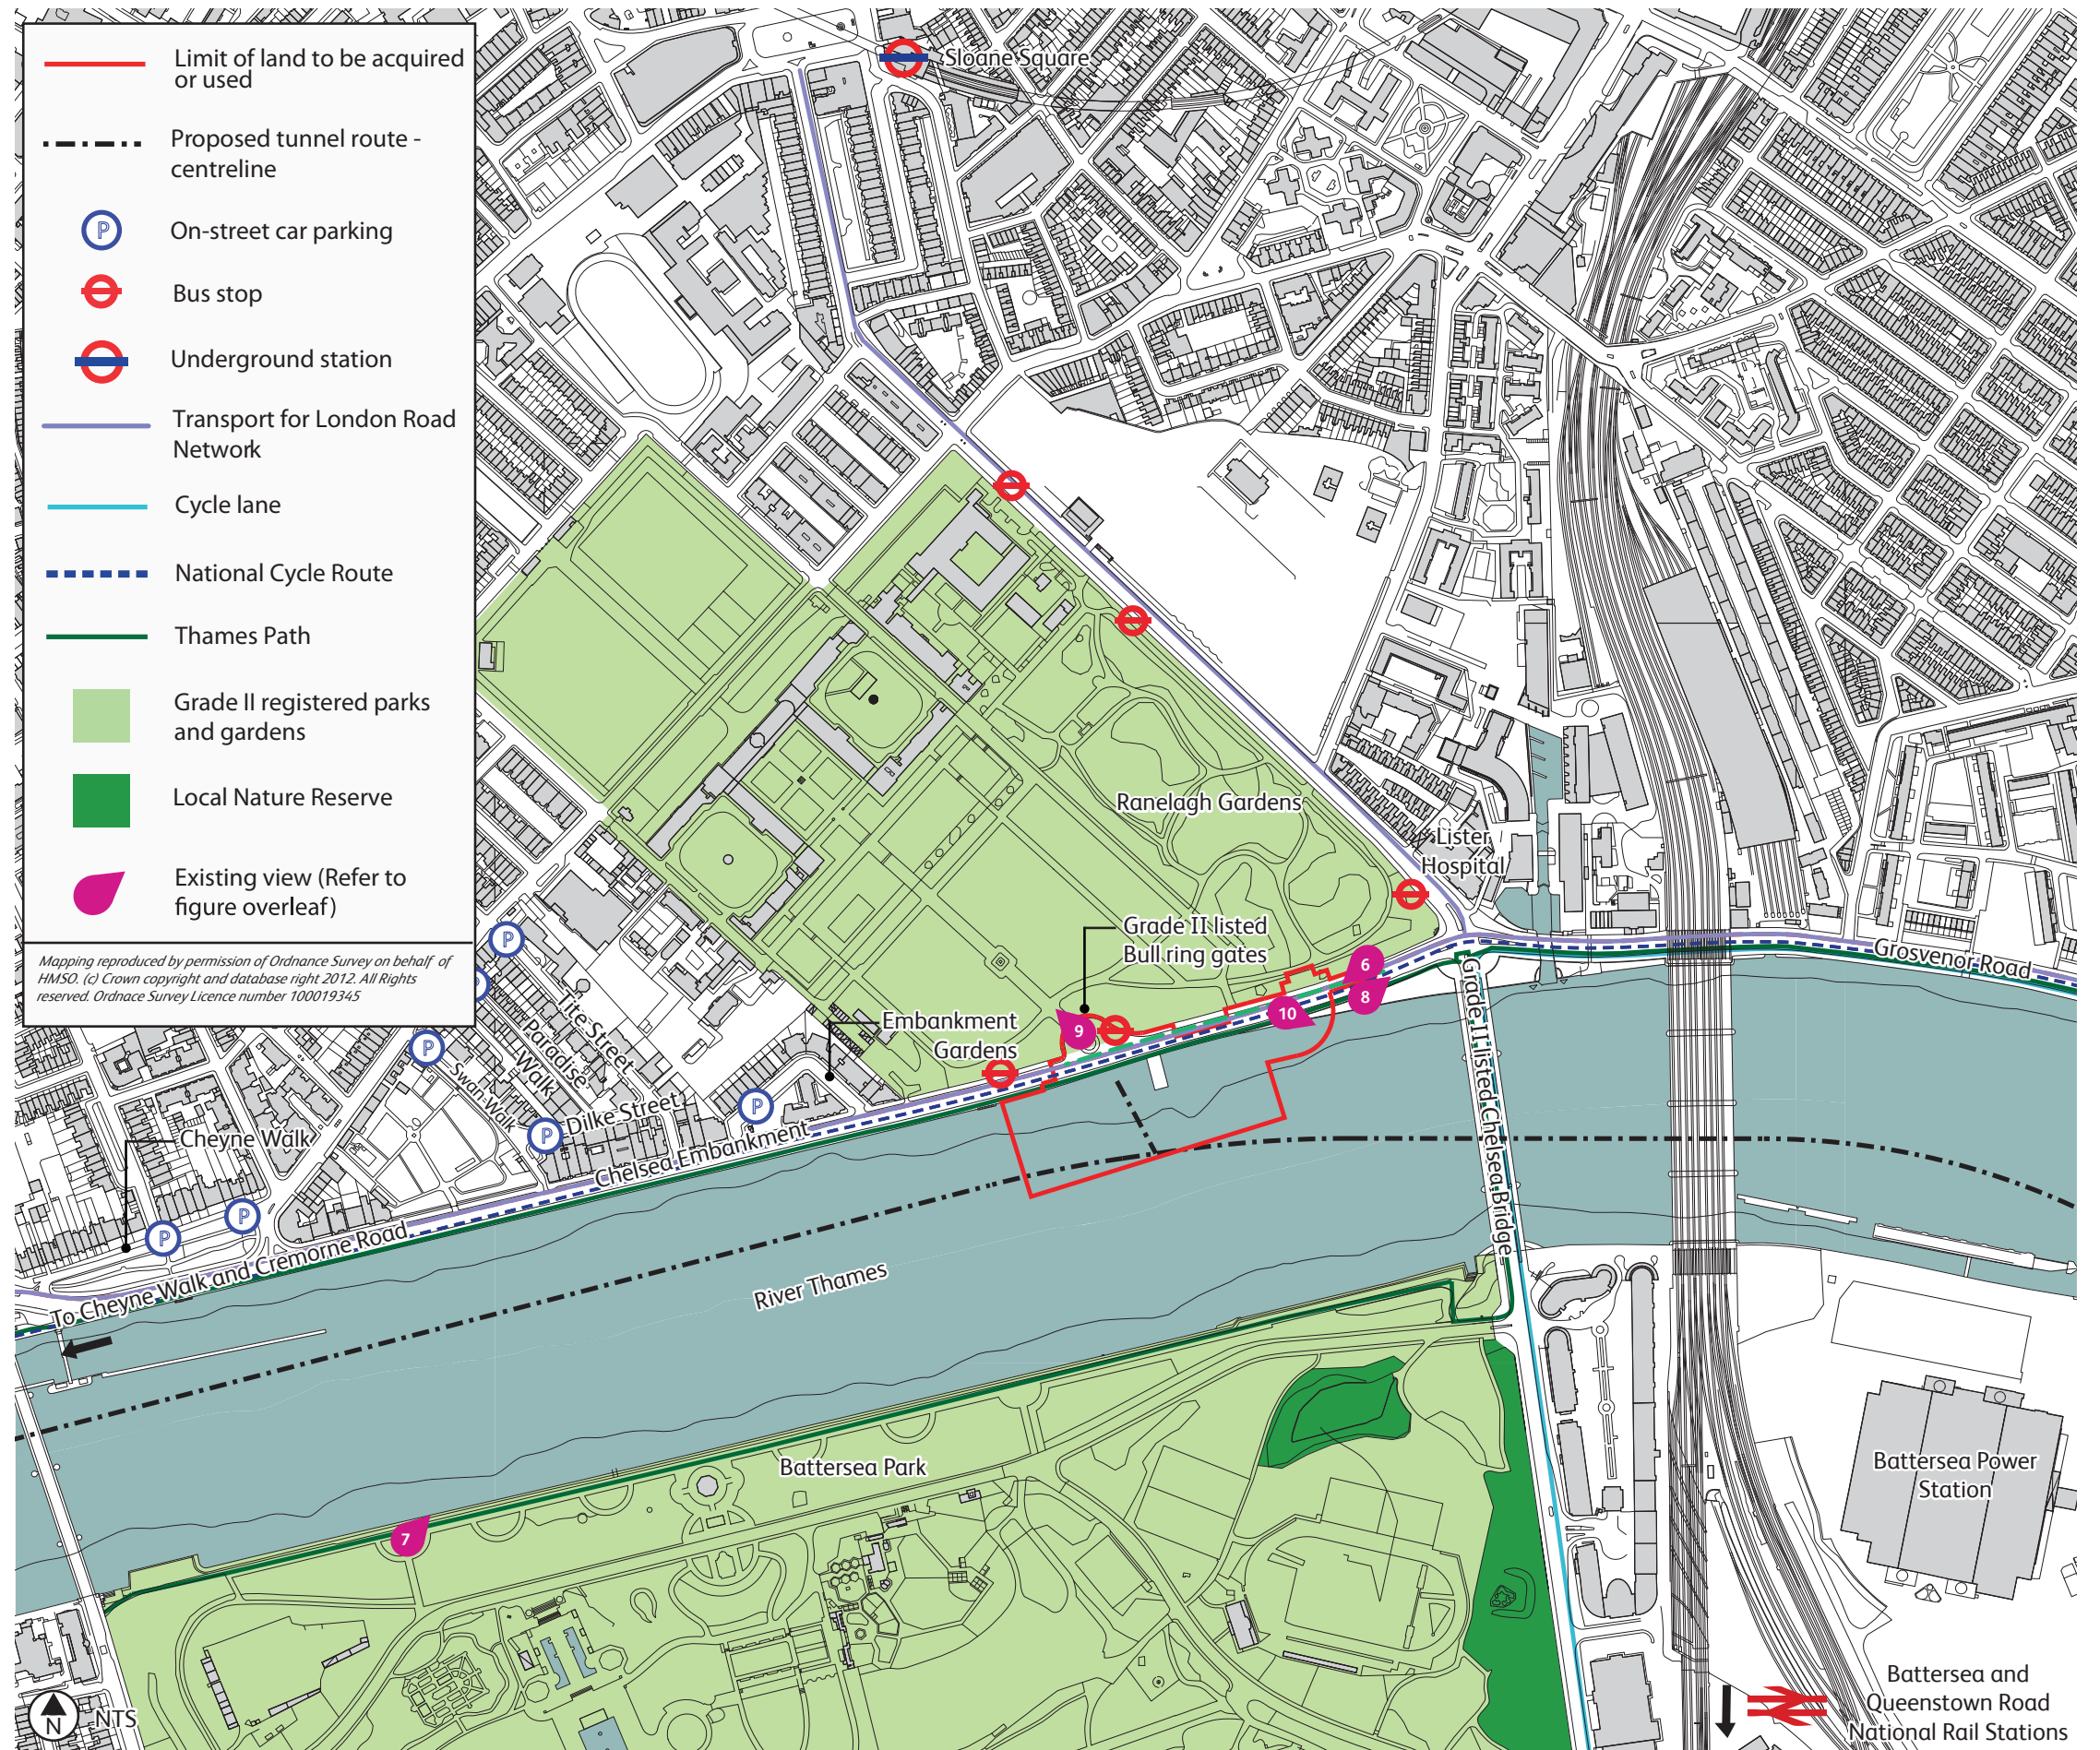 Limit of land to be acquired
or used
Proposed tunnel route -
centreline
P
On-street car parking
Bus stop
Underground station
Transport for London Road
Network
Cycle lane
National Cycle Route
Thames Path
Grade II registered parks
and gardens
Local Nature Reserve
Existing view (Refer to
figure overleaf)
Mapping reproduced by permission of Ordnance Survey on behalf of
HMSO. (c) Crown copyright and database right 2012. All Rights
reserved. Ordnace Survey Licence number 100019345
Sloane Square
Ranelagh Gardens
Lister
Hospital
Grade II listed
Bull ring gates
6
8
10
9
Grosvenor Road
Grade II listed Chelsea Bridge
Embankment
Gardens
P
P
P
P
P
P
P
Tite Street
Paradise
Walk
Swan Walk
Dilke Street
Chelsea Embankment
Cheyne Walk
To Cheyne Walk and Cremorne Road
River Thames
Battersea Park
7
Battersea Power
Station
Battersea and
Queenstown Road
National Rail Stations
N
NTS